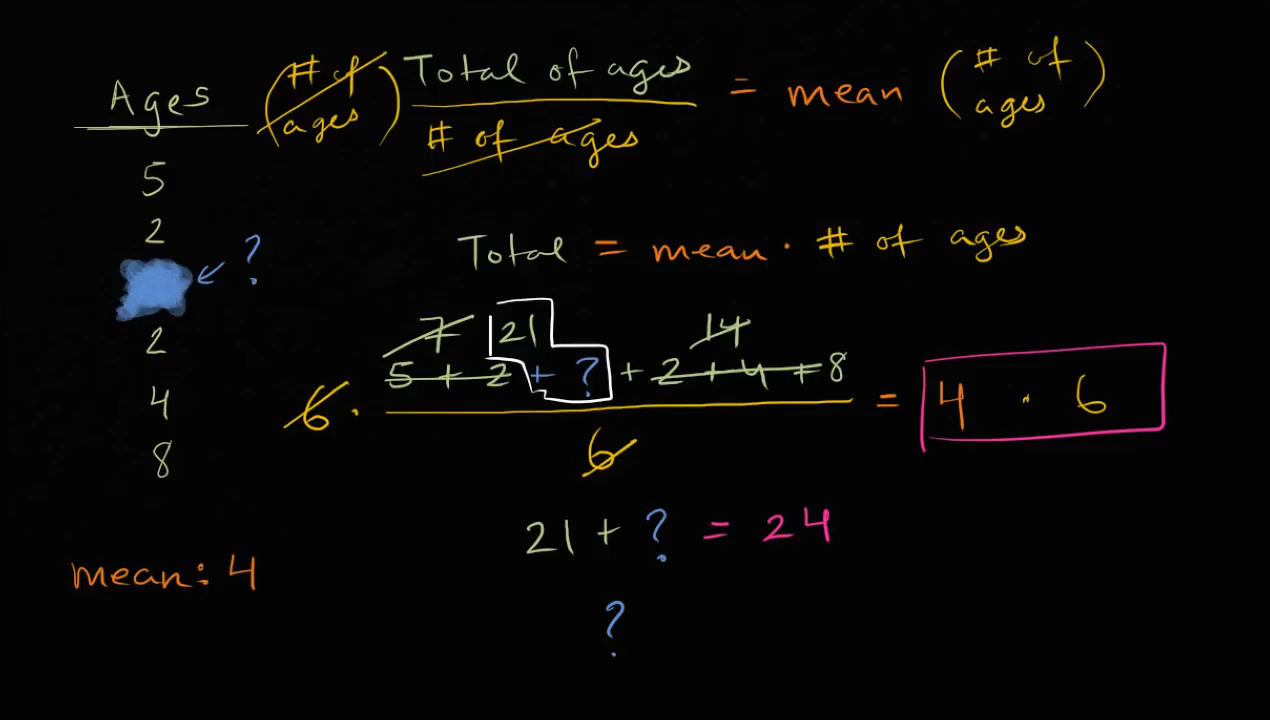 Ages (# of ages) Total of ages / # of ages = mean (# of ages)
5
2
← ?
2
4
8
Total = mean · # of ages
7 21 14
6 · 5 + 2 + ? + 2 + 4 + 8 / 6 = 4 · 6
21 + ? = 24
mean: 4
?